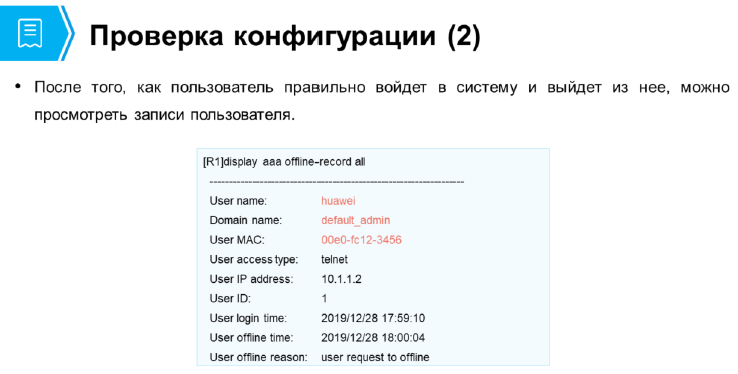 Проверка конфигурации (2)
• После того, как пользователь правильно войдет в систему и выйдет из нее, можно
просмотреть записи пользователя.
[R1]display aaa offline-record all
-------------------------------------------------------------------
User name: huawei
Domain name: default_admin
User MAC: 00e0-fc12-3456
User access type: telnet
User IP address: 10.1.1.2
User ID: 1
User login time: 2019/12/28 17:59:10
User offline time: 2019/12/28 18:00:04
User offline reason: user request to offline